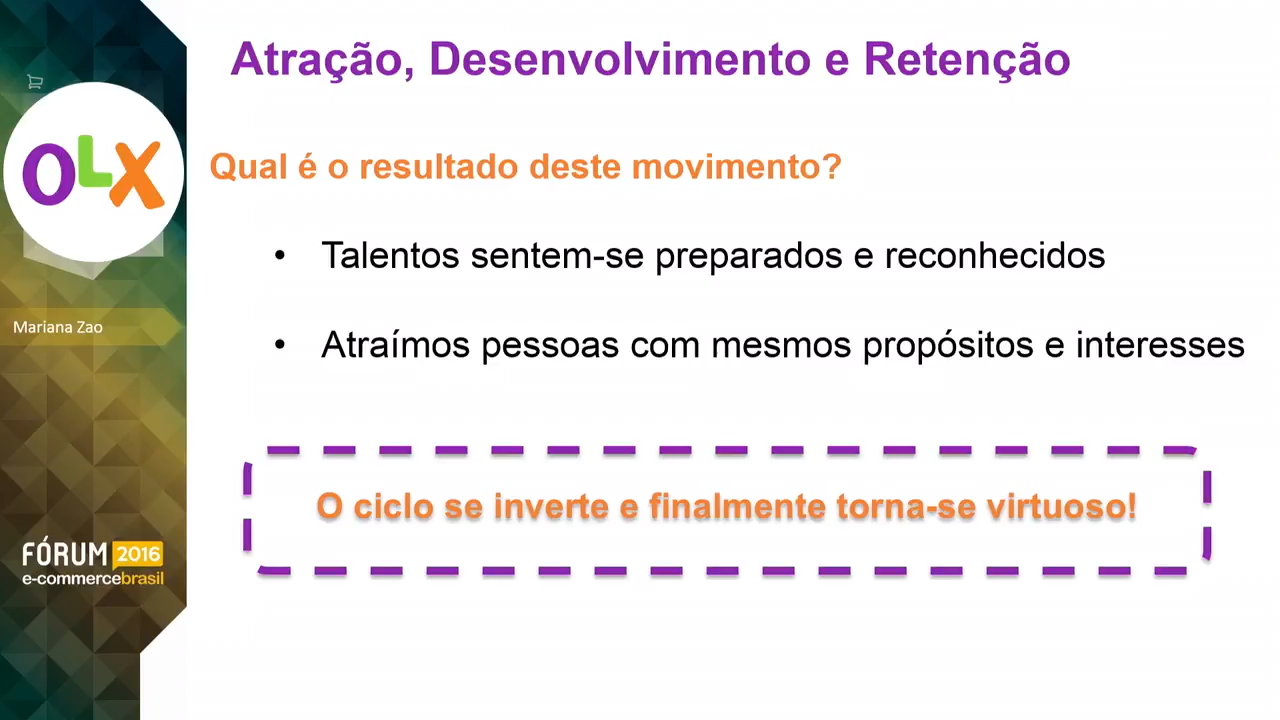 Atração, Desenvolvimento e Retenção
OLX
Qual é o resultado deste movimento?
• Talentos sentem-se preparados e reconhecidos
Mariana Zao
• Atraímos pessoas com mesmos propósitos e interesses
O ciclo se inverte e finalmente torna-se virtuoso!
FÓRUM 2016
e-commercebrasil